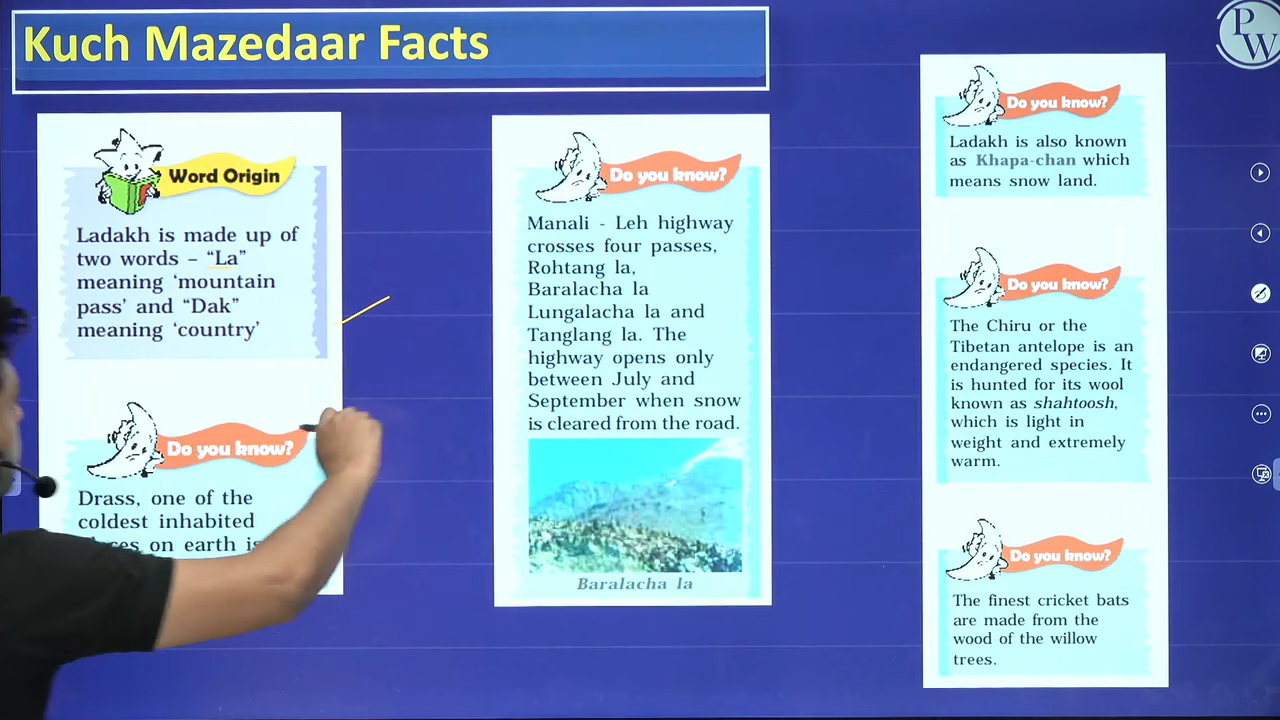 Kuch Mazedaar Facts
PW
Word Origin
Ladakh is made up of
two words – “La”
meaning ‘mountain
pass’ and “Dak”
meaning ‘country’
Do you know?
Drass, one of the
coldest inhabited
on earth is
Do you know?
Manali - Leh highway
crosses four passes,
Rohtang la,
Baralacha la
Lungalacha la and
Tanglang la. The
highway opens only
between July and
September when snow
is cleared from the road.
Baralacha la
Do you know?
Ladakh is also known
as Khapa-chan which
means snow land.
Do you know?
The Chiru or the
Tibetan antelope is an
endangered species. It
is hunted for its wool
known as shahtoosh,
which is light in
weight and extremely
warm.
Do you know?
The finest cricket bats
are made from the
wood of the willow
trees.